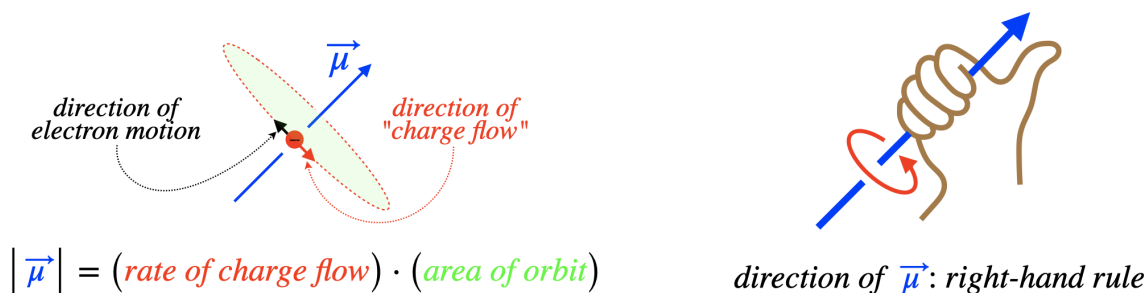 μ⃗
direction of
electron motion
direction of
"charge flow"
−
|μ⃗| = (rate of charge flow) · (area of orbit)
direction of μ⃗: right-hand rule